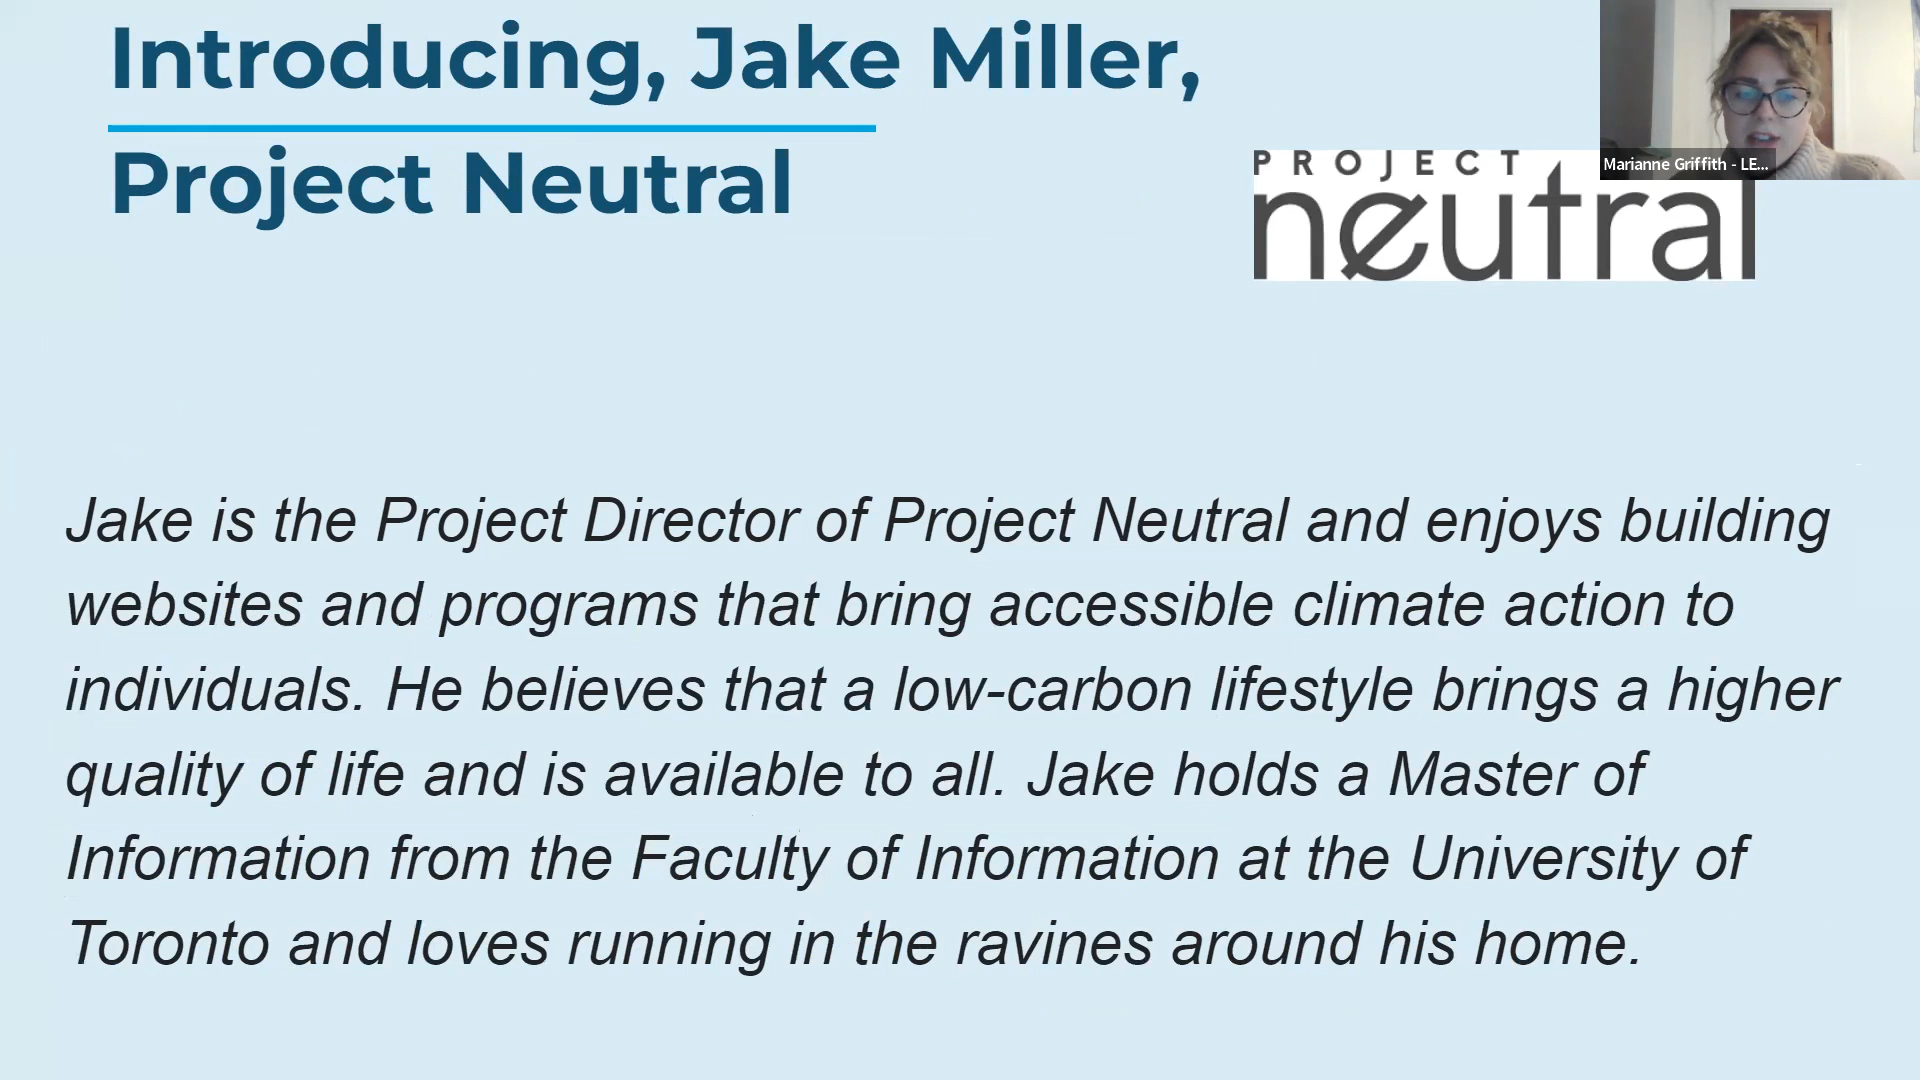 Introducing, Jake Miller,
Project Neutral
PROJECT
neutral
Marianne Griffith - LE...
Jake is the Project Director of Project Neutral and enjoys building
websites and programs that bring accessible climate action to
individuals. He believes that a low-carbon lifestyle brings a higher
quality of life and is available to all. Jake holds a Master of
Information from the Faculty of Information at the University of
Toronto and loves running in the ravines around his home.